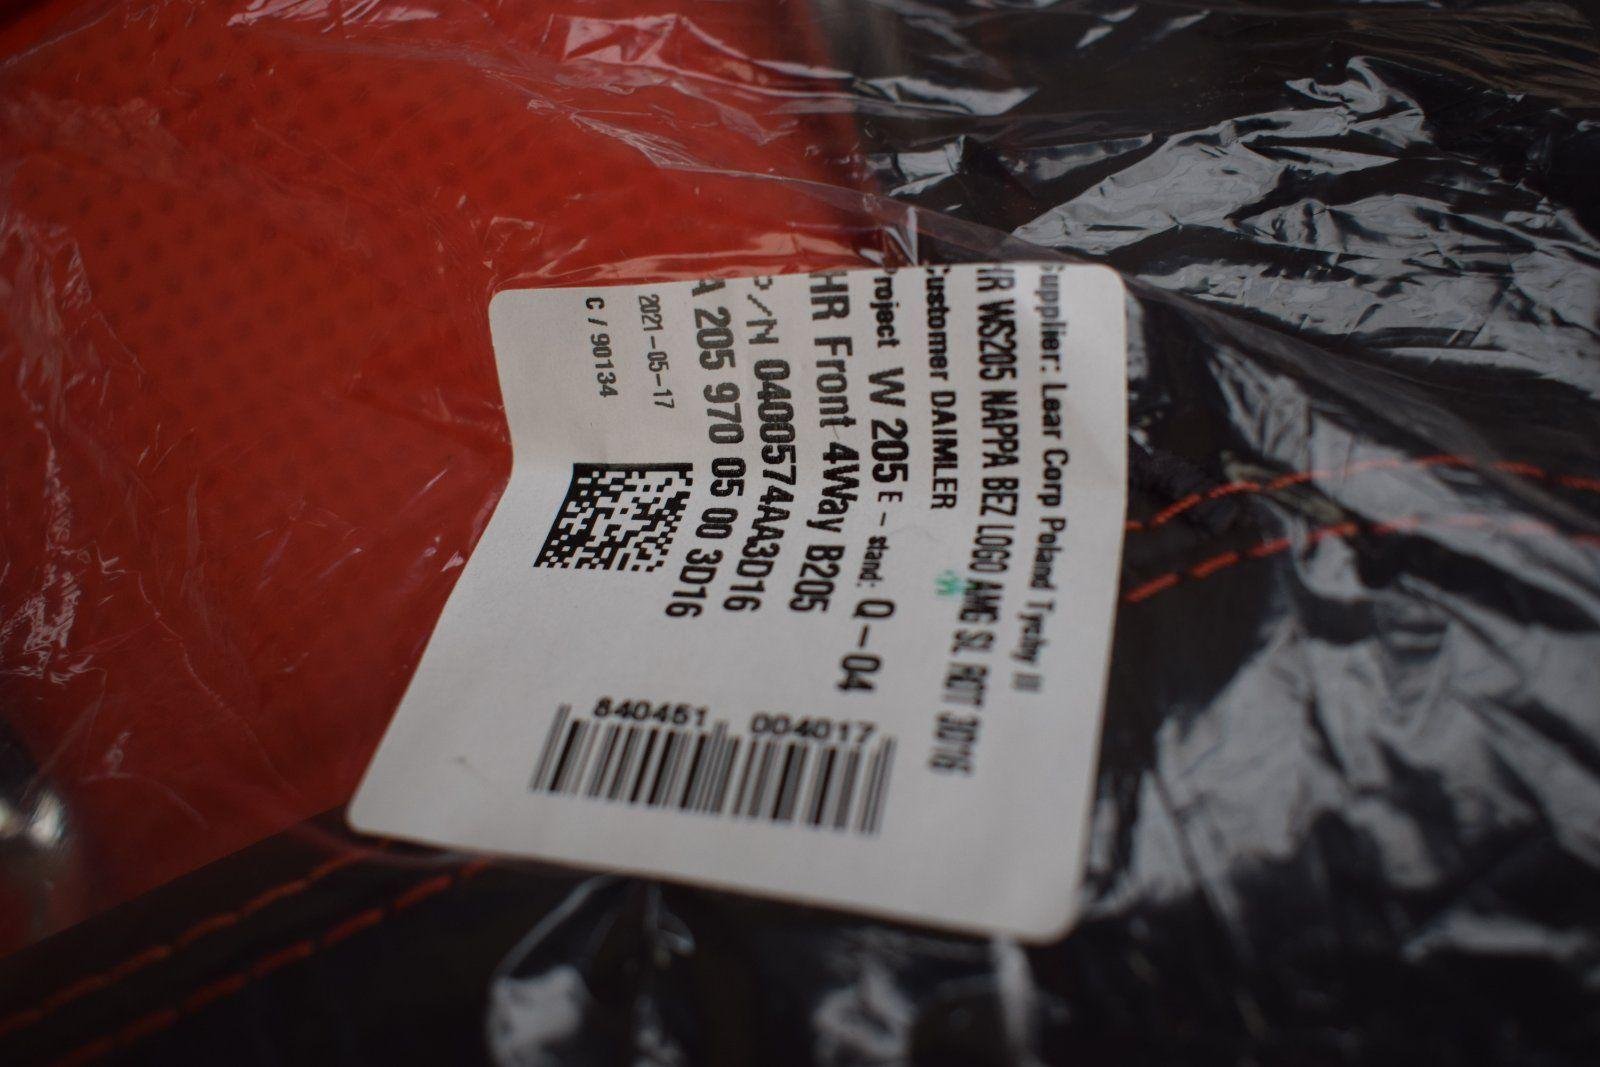 Supplier: Lear Corp Poland Tychy III
HR WS205 NAPPA BEZ LOGO AMG SL ROT 3D16
Customer DAIMLER
Project W 205 E-stand: Q-04
HR Front 4Way B205
P/N 0400574AA3D16
A 205 970 05 00 3D16
2021-05-17
C / 90134
840451 004017